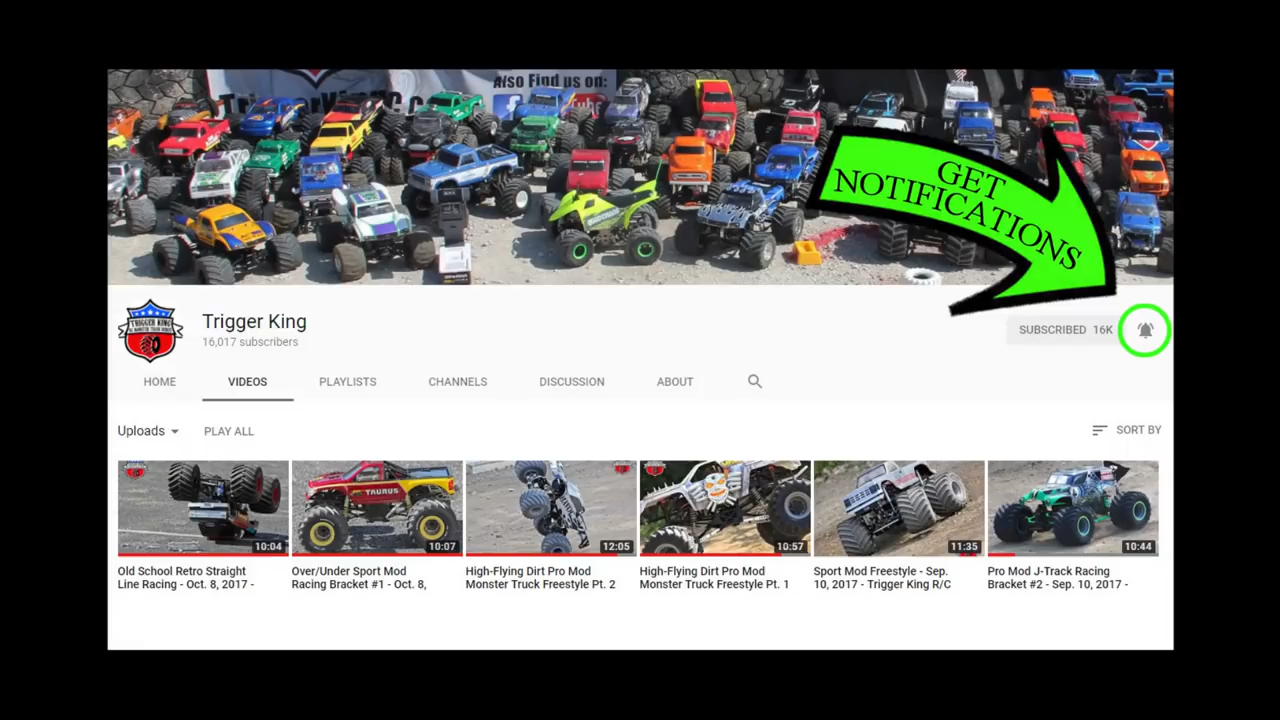 Also Find us on:
GET
NOTIFICATIONS
TRIGGER KING
Trigger King
16,017 subscribers
SUBSCRIBED 16K
HOME VIDEOS PLAYLISTS CHANNELS DISCUSSION ABOUT
Uploads PLAY ALL SORT BY
TAURUS
10:04 10:07 12:05 10:57 11:35 10:44
Old School Retro Straight
Line Racing - Oct. 8, 2017 -
Over/Under Sport Mod
Racing Bracket #1 - Oct. 8,
High-Flying Dirt Pro Mod
Monster Truck Freestyle Pt. 2
High-Flying Dirt Pro Mod
Monster Truck Freestyle Pt. 1
Sport Mod Freestyle - Sep.
10, 2017 - Trigger King R/C
Pro Mod J-Track Racing
Bracket #2 - Sep. 10, 2017 -